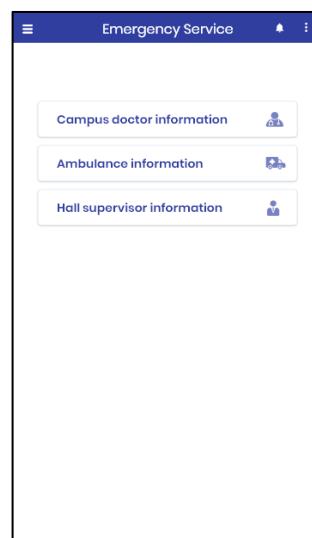 Emergency Service
Campus doctor information
Ambulance information
Hall supervisor information